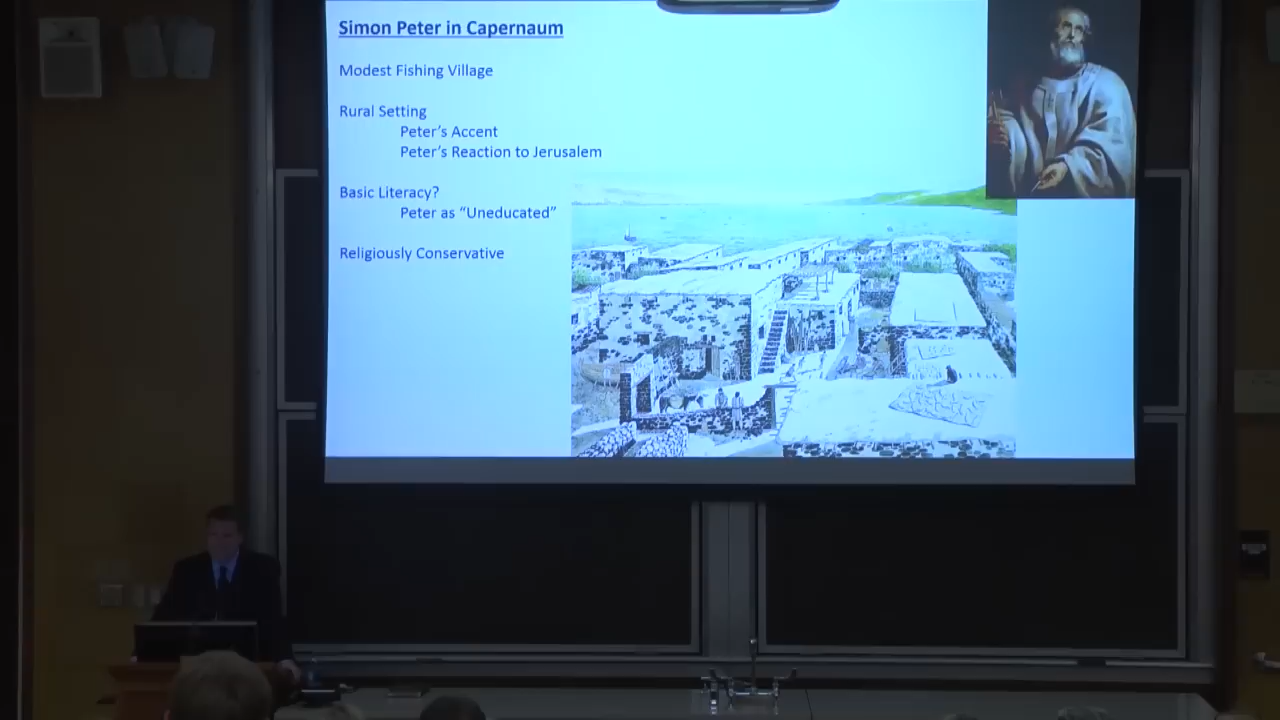 Simon Peter in Capernaum
Modest Fishing Village
Rural Setting
Peter's Accent
Peter's Reaction to Jerusalem
Basic Literacy?
Peter as “Uneducated”
Religiously Conservative